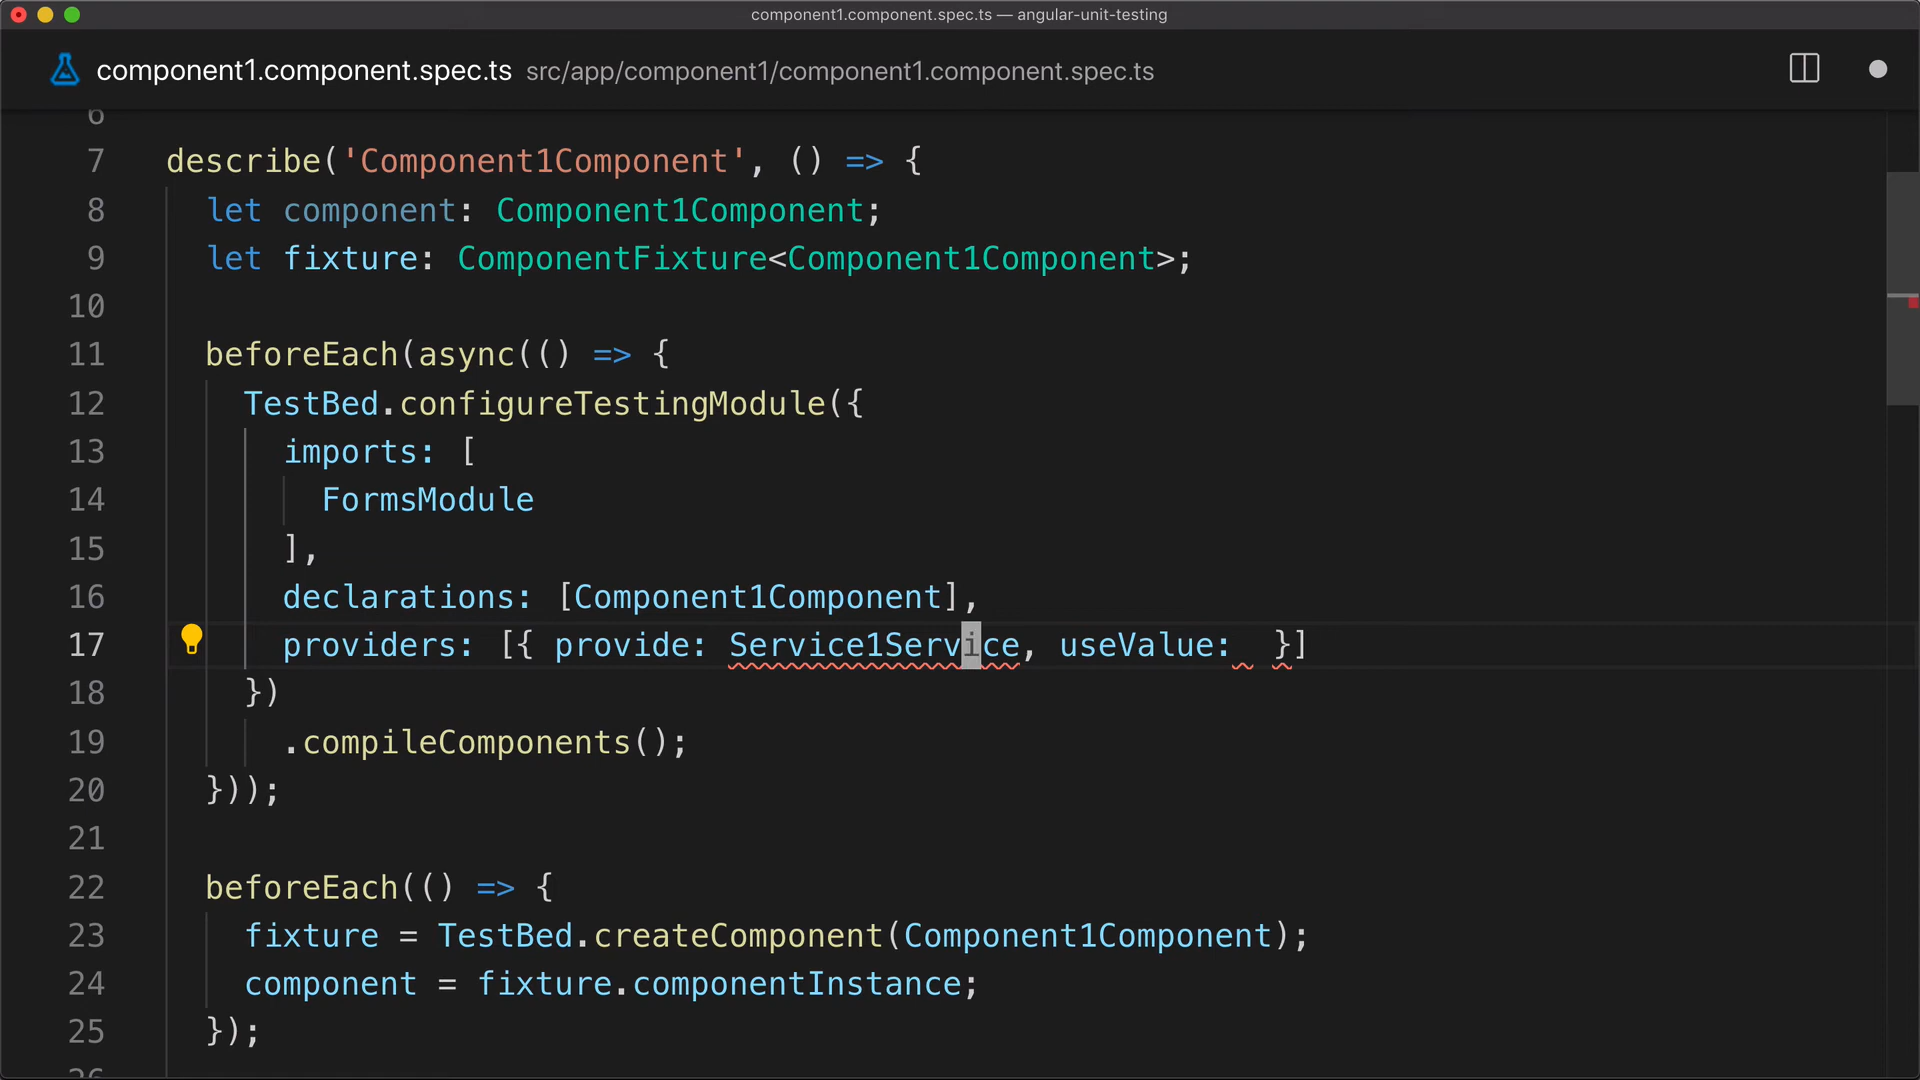 component1.component.spec.ts — angular-unit-testing
component1.component.spec.ts src/app/component1/component1.component.spec.ts
6
7 describe('Component1Component', () => {
8 let component: Component1Component;
9 let fixture: ComponentFixture<Component1Component>;
10
11 beforeEach(async(() => {
12 TestBed.configureTestingModule({
13 imports: [
14 FormsModule
15 ],
16 declarations: [Component1Component],
17 providers: [{ provide: Service1Service, useValue:  }]
18 })
19 .compileComponents();
20 }));
21
22 beforeEach(() => {
23 fixture = TestBed.createComponent(Component1Component);
24 component = fixture.componentInstance;
25 });
26